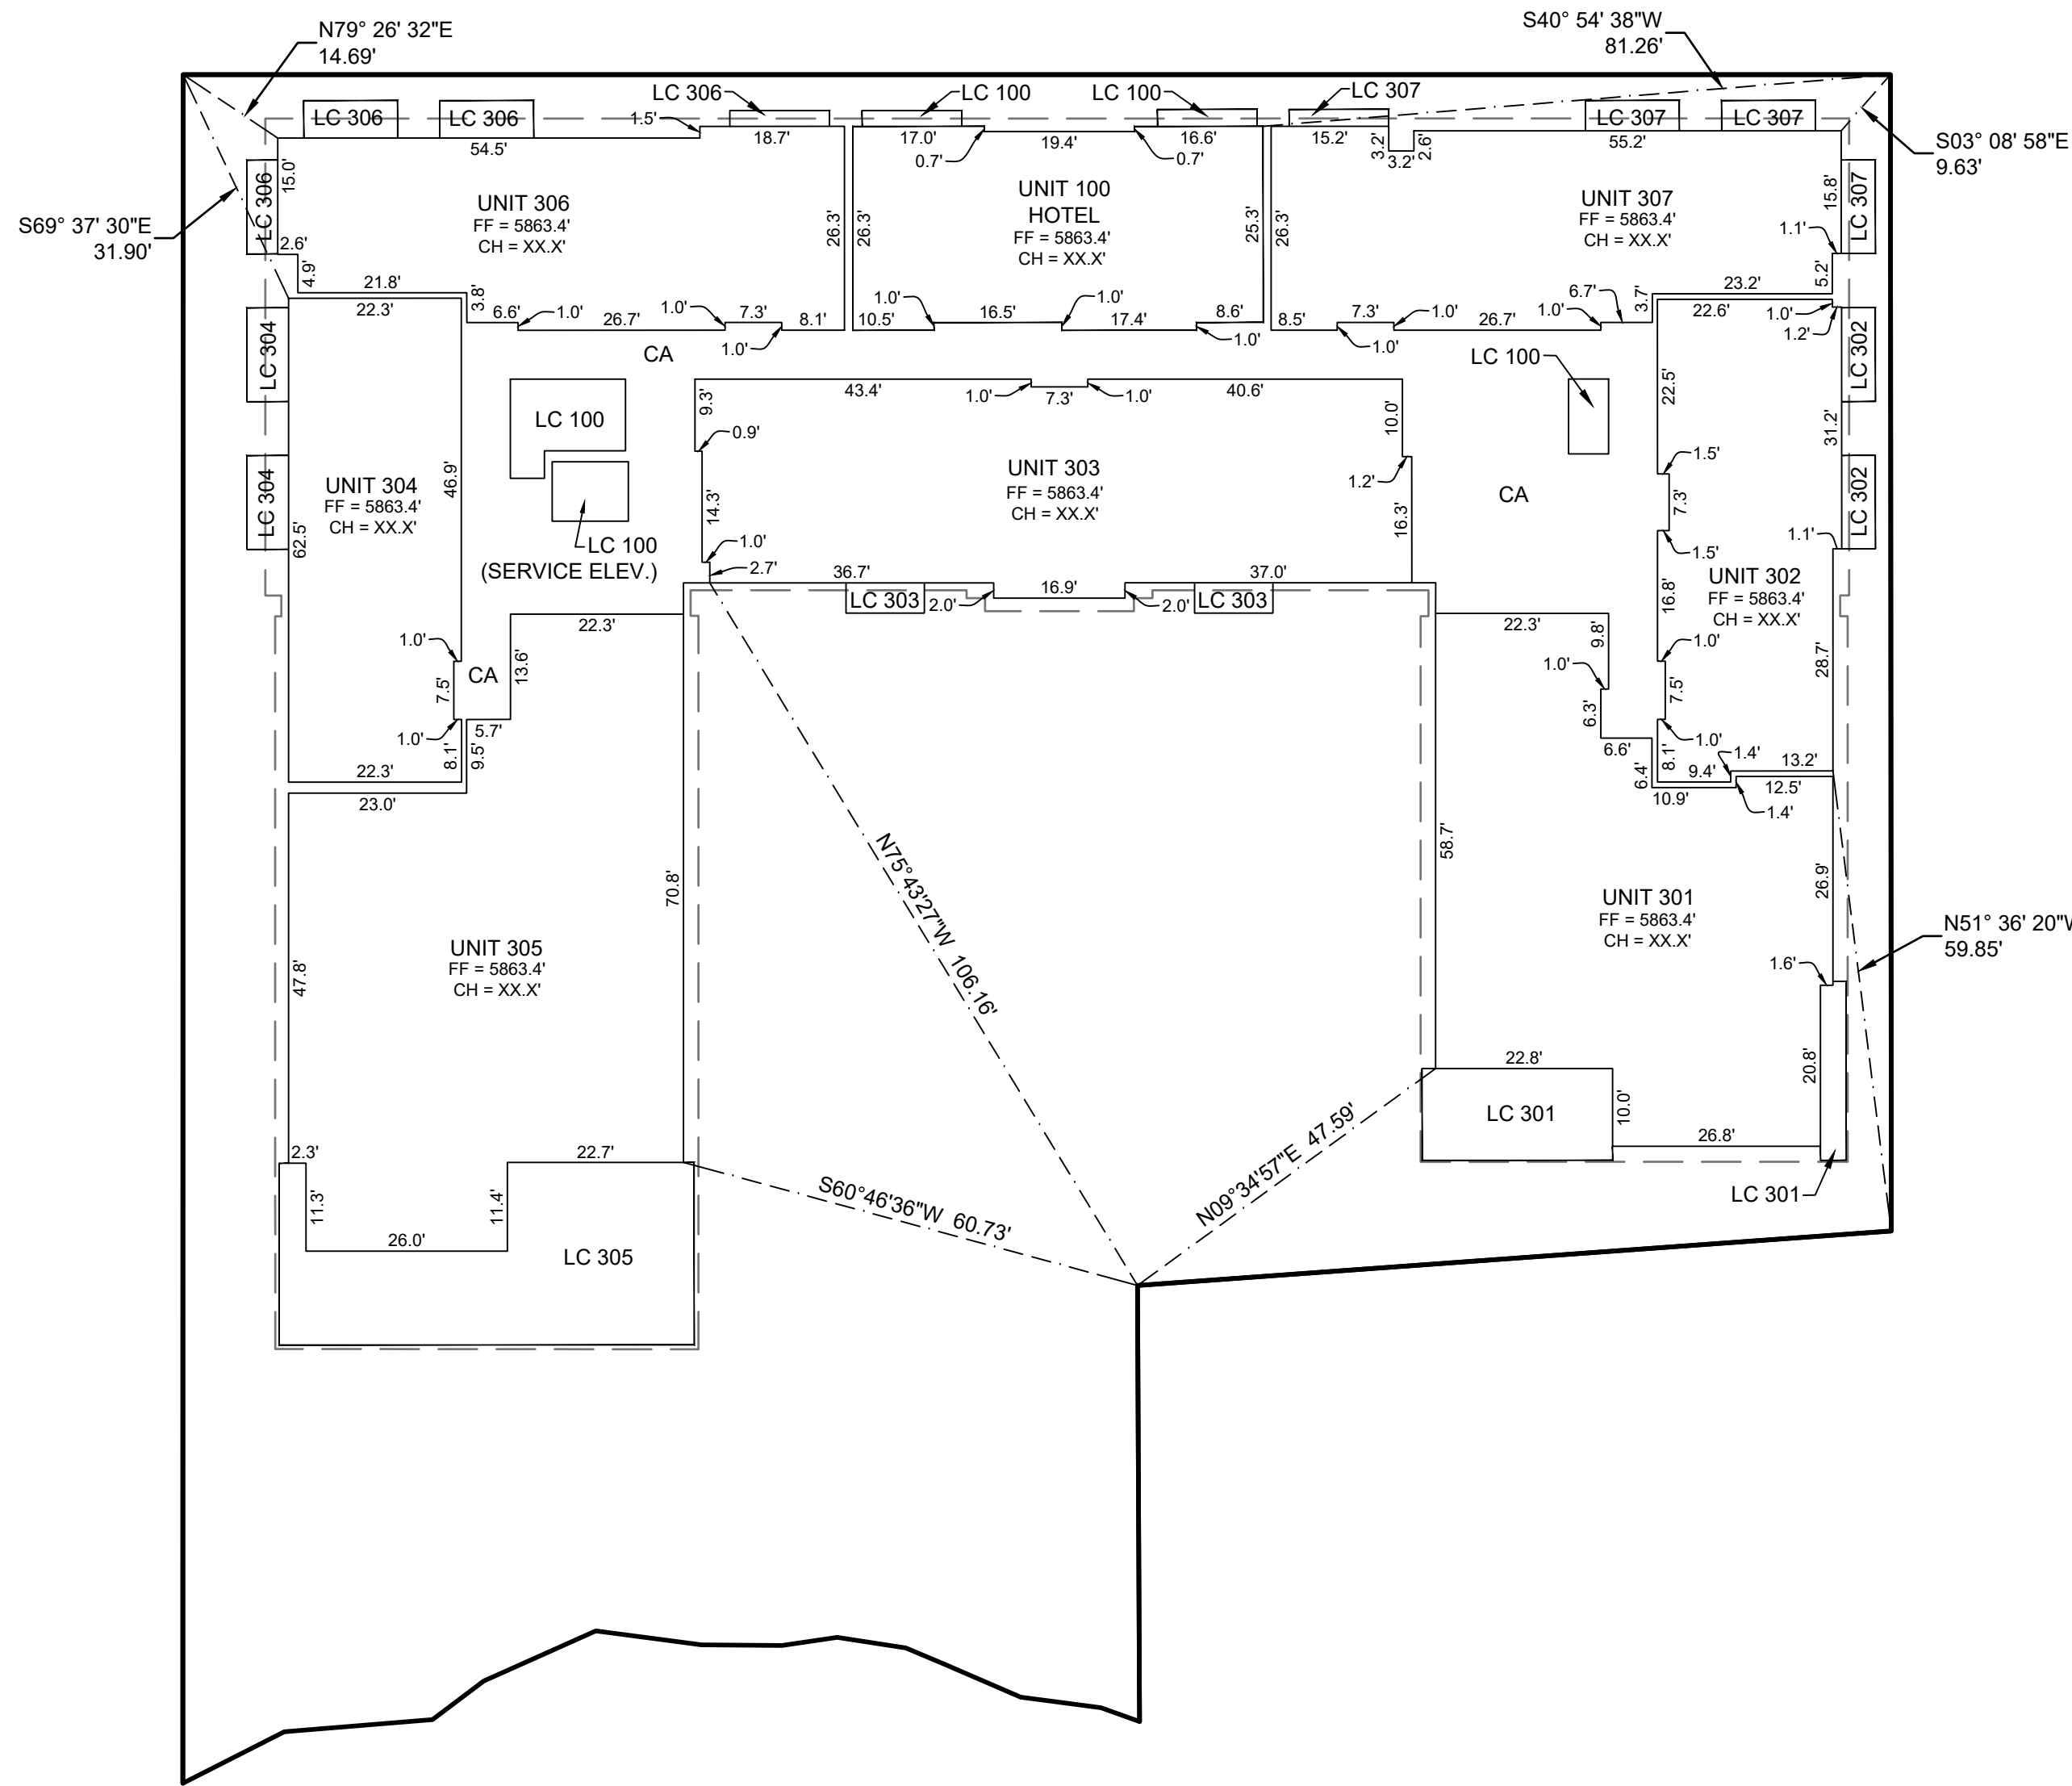 N79° 26' 32"E
14.69'
S40° 54' 38"W
81.26'
LC 306
LC 100
LC 100
LC 307
LC 306
LC 306
LC 307
LC 307
1.5'
54.5'
18.7'
17.0'
0.7'
19.4'
0.7'
16.6'
15.2'
3.2'
3.2'
2.6'
55.2'
S03° 08' 58"E
9.63'
LC 306
15.0'
UNIT 306
FF = 5863.4'
CH = XX.X'
26.3'
26.3'
UNIT 100
HOTEL
FF = 5863.4'
CH = XX.X'
25.3'
26.3'
UNIT 307
FF = 5863.4'
CH = XX.X'
15.8'
LC 307
S69° 37' 30"E
31.90'
2.6'
4.9'
21.8'
22.3'
3.8'
6.6'
1.0'
26.7'
1.0'
7.3'
1.0'
8.1'
10.5'
1.0'
16.5'
1.0'
17.4'
8.6'
1.0'
8.5'
1.0'
7.3'
1.0'
26.7'
1.0'
6.7'
3.7'
23.2'
22.6'
1.1'
5.2'
1.0'
1.2'
CA
LC 304
LC 304
LC 100
LC 100
(SERVICE ELEV.)
9.3'
43.4'
1.0'
7.3'
1.0'
40.6'
10.0'
LC 100
22.5'
LC 302
31.2'
LC 302
0.9'
46.9'
UNIT 304
FF = 5863.4'
CH = XX.X'
62.5'
14.3'
UNIT 303
FF = 5863.4'
CH = XX.X'
1.2'
16.3'
CA
1.5'
7.3'
1.5'
1.1'
1.0'
2.7'
36.7'
16.9'
37.0'
LC 303
2.0'
2.0'
LC 303
16.8'
UNIT 302
FF = 5863.4'
CH = XX.X'
28.7'
22.3'
13.6'
1.0'
CA
7.5'
1.0'
5.7'
8.1'
9.5'
22.3'
23.0'
22.3'
9.8'
1.0'
6.3'
6.6'
6.4'
1.0'
7.5'
1.0'
8.1'
9.4'
1.4'
13.2'
10.9'
12.5'
1.4'
70.8'
N75°43'27"W 106.16'
58.7'
26.9'
UNIT 305
FF = 5863.4'
CH = XX.X'
47.8'
UNIT 301
FF = 5863.4'
CH = XX.X'
N51° 36' 20"W
59.85'
1.6'
20.8'
22.8'
LC 301
10.0'
26.8'
LC 301
2.3'
11.3'
26.0'
11.4'
22.7'
LC 305
S60°46'36"W 60.73'
N09°34'57"E 47.59'